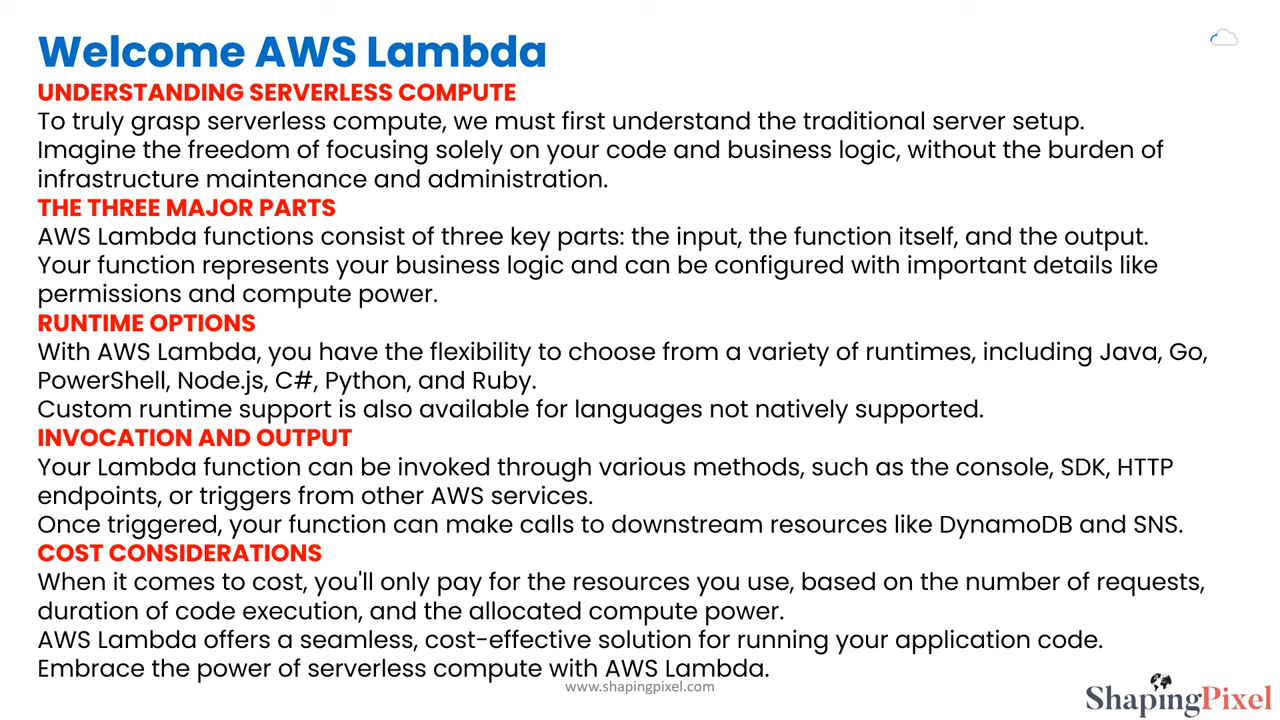 Welcome AWS Lambda
UNDERSTANDING SERVERLESS COMPUTE
To truly grasp serverless compute, we must first understand the traditional server setup.
Imagine the freedom of focusing solely on your code and business logic, without the burden of
infrastructure maintenance and administration.
THE THREE MAJOR PARTS
AWS Lambda functions consist of three key parts: the input, the function itself, and the output.
Your function represents your business logic and can be configured with important details like
permissions and compute power.
RUNTIME OPTIONS
With AWS Lambda, you have the flexibility to choose from a variety of runtimes, including Java, Go,
PowerShell, Node.js, C#, Python, and Ruby.
Custom runtime support is also available for languages not natively supported.
INVOCATION AND OUTPUT
Your Lambda function can be invoked through various methods, such as the console, SDK, HTTP
endpoints, or triggers from other AWS services.
Once triggered, your function can make calls to downstream resources like DynamoDB and SNS.
COST CONSIDERATIONS
When it comes to cost, you'll only pay for the resources you use, based on the number of requests,
duration of code execution, and the allocated compute power.
AWS Lambda offers a seamless, cost-effective solution for running your application code.
Embrace the power of serverless compute with AWS Lambda.
www.shapingpixel.com
ShapingPixel